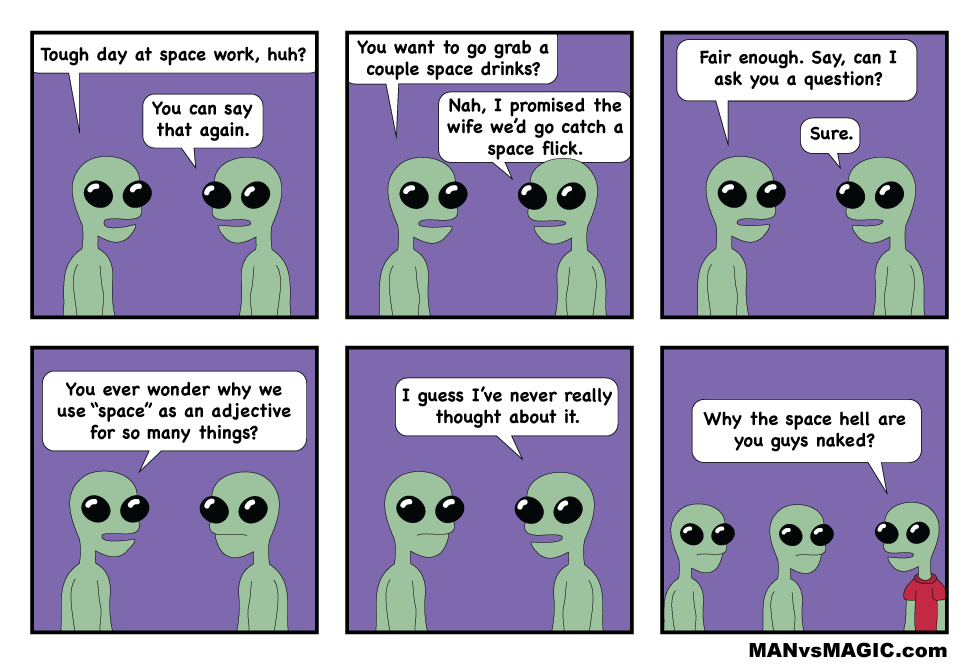 Tough day at space work, huh?
You can say
that again.
You want to go grab a
couple space drinks?
Nah, I promised the
wife we'd go catch a
space flick.
Fair enough. Say, can I
ask you a question?
Sure.
You ever wonder why we
use "space" as an adjective
for so many things?
I guess I've never really
thought about it.
Why the space hell are
you guys naked?
MANvsMAGIC.com